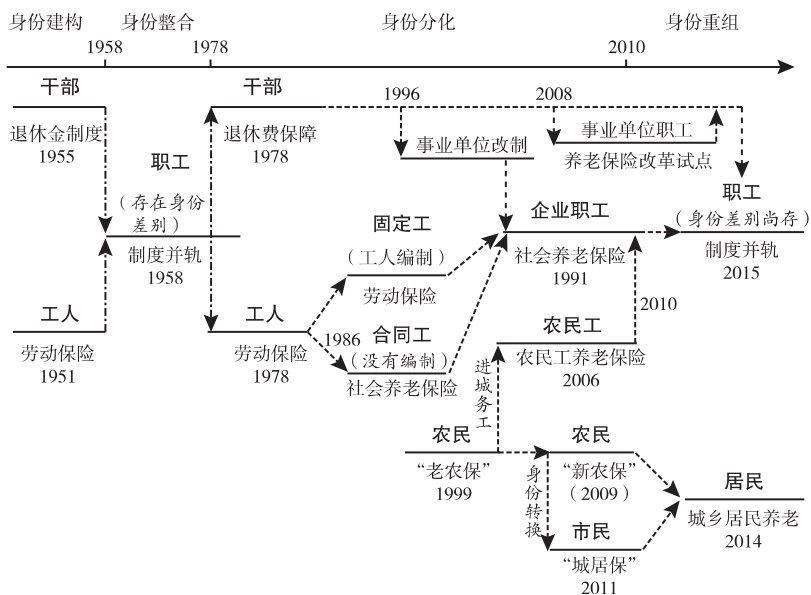 身份建构
身份整合
身份分化
身份重组
1958
1978
2010
干部
退休金制度
1955
干部
退休费保障
1978
1996
事业单位改制
2008
事业单位职工
养老保险改革试点
职工
（存在身份
差别）
制度并轨
1958
职工
（身份差别尚存）
制度并轨
2015
固定工
（工人编制）
劳动保险
企业职工
社会养老保险
1991
工人
劳动保险
1951
工人
劳动保险
1978
1986
合同工
（没有编制）
社会养老保险
农民工
农民工养老保险
2006
2010
进城务工
农民
“老农保”
1999
身份转换
农民
“新农保”
（2009）
市民
“城居保”
2011
居民
城乡居民养老
2014